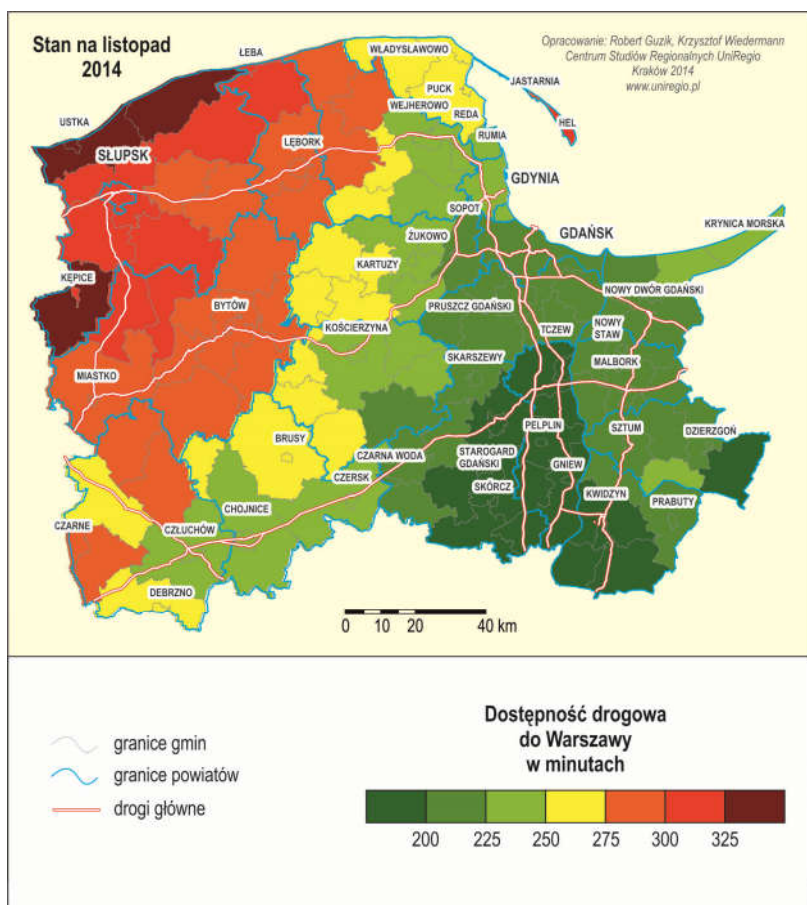 Stan na listopad
2014
Opracowanie: Robert Guzik, Krzysztof Wiedermann
Centrum Studiów Regionalnych UniRegio
Kraków 2014
www.uniregio.pl
ŁEBA
WŁADYSŁAWOWO
PUCK
JASTARNIA
WEJHEROWO
REDA
HEL
USTKA
RUMIA
LĘBORK
SŁUPSK
GDYNIA
SOPOT
KRYNICA MORSKA
GDAŃSK
ŻUKOWO
KARTUZY
KĘPICE
NOWY DWÓR GDAŃSKI
BYTÓW
PRUSZCZ GDAŃSKI
KOŚCIERZYNA
TCZEW
NOWY
STAW
SKARSZEWY
MALBORK
MIASTKO
PELPLIN
SZTUM
DZIERZGOŃ
BRUSY
CZARNA WODA
STAROGARD
GDAŃSKI
GNIEW
CZERSK
SKÓRCZ
KWIDZYN
PRABUTY
CHOJNICE
CZARNE
CZŁUCHÓW
DEBRZNO
0 10 20 40 km
granice gmin
granice powiatów
drogi główne
Dostępność drogowa
do Warszawy
w minutach
200 225 250 275 300 325